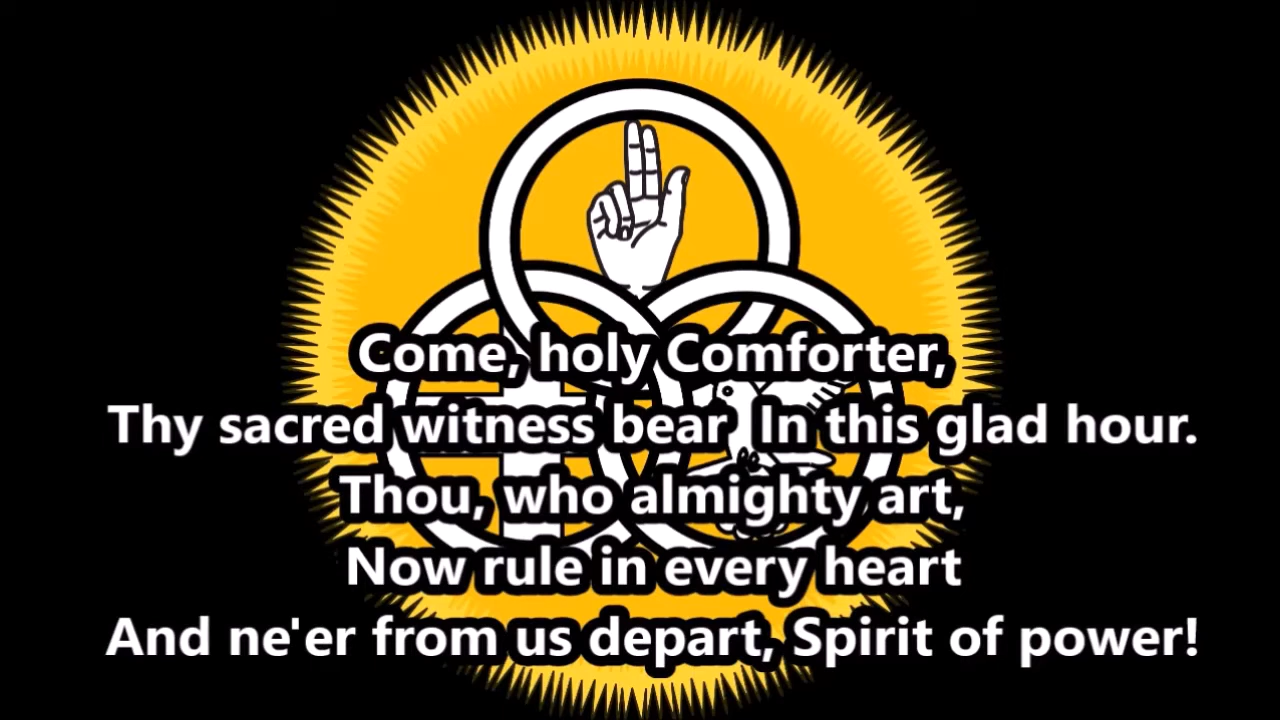 Come, holy Comforter,
Thy sacred witness bear In this glad hour.
Thou, who almighty art,
Now rule in every heart
And ne'er from us depart, Spirit of power!